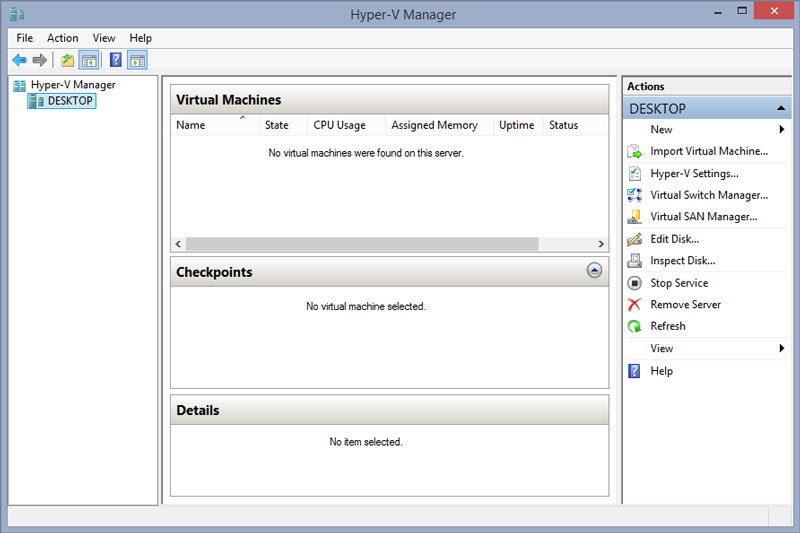 Hyper-V Manager
File Action View Help
Hyper-V Manager
DESKTOP
Virtual Machines
Name State CPU Usage Assigned Memory Uptime Status
No virtual machines were found on this server.
Checkpoints
No virtual machine selected.
Details
No item selected.
Actions
DESKTOP
New
Import Virtual Machine...
Hyper-V Settings...
Virtual Switch Manager...
Virtual SAN Manager...
Edit Disk...
Inspect Disk...
Stop Service
Remove Server
Refresh
View
Help